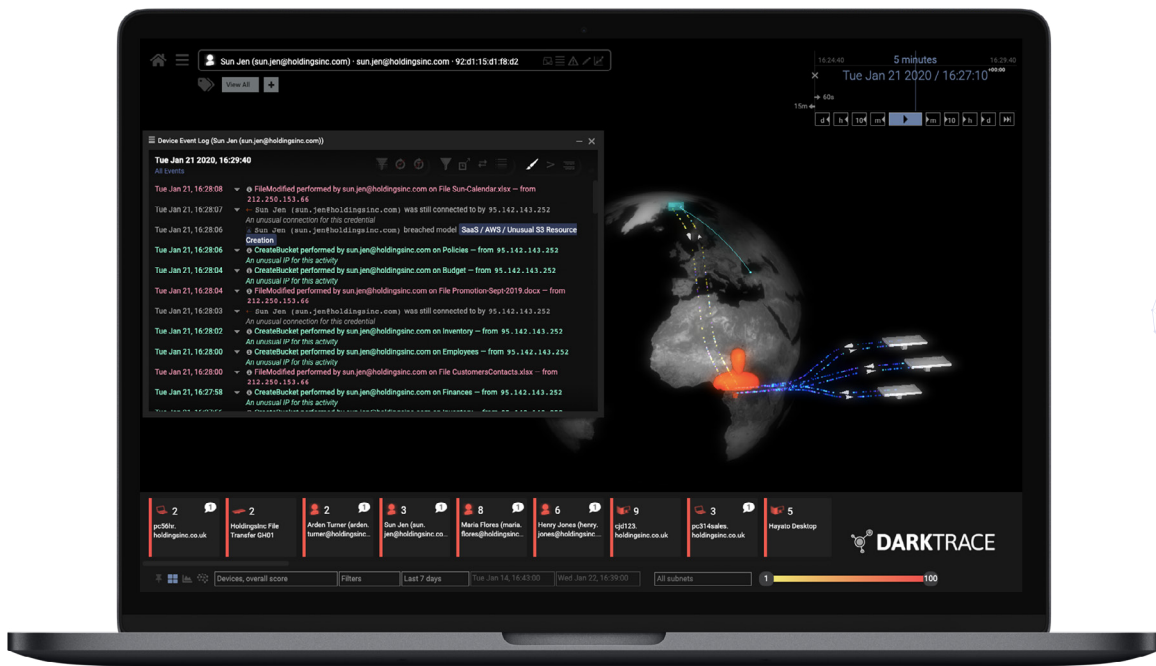 Sun Jen (sun.jen@holdingsinc.com) · sun.jen@holdingsinc.com · 92:d1:15:d1:f8:d2
View All +
16:24:40 5 minutes 16:29:40
Tue Jan 21 2020 / 16:27:10 +00:00
60s
15m
d h 10 m m 10 h d
Device Event Log (Sun Jen (sun.jen@holdingsinc.com))
Tue Jan 21 2020, 16:29:40
All Events
Tue Jan 21, 16:28:08 FileModified performed by sun.jen@holdingsinc.com on File Sun-Calendar.xlsx — from
212.250.153.66
Tue Jan 21, 16:28:07 Sun Jen (sun.jen@holdingsinc.com) was still connected to by 95.142.143.252
An unusual connection for this credential
Tue Jan 21, 16:28:06 Sun Jen (sun.jen@holdingsinc.com) breached model SaaS / AWS / Unusual S3 Resource
Creation
Tue Jan 21, 16:28:06 CreateBucket performed by sun.jen@holdingsinc.com on Policies — from 95.142.143.252
An unusual IP for this activity
Tue Jan 21, 16:28:04 CreateBucket performed by sun.jen@holdingsinc.com on Budget — from 95.142.143.252
An unusual IP for this activity
Tue Jan 21, 16:28:04 FileModified performed by sun.jen@holdingsinc.com on File Promotion-Sept-2019.docx — from
212.250.153.66
Tue Jan 21, 16:28:03 Sun Jen (sun.jen@holdingsinc.com) was still connected to by 95.142.143.252
An unusual connection for this credential
Tue Jan 21, 16:28:02 CreateBucket performed by sun.jen@holdingsinc.com on Inventory — from 95.142.143.252
An unusual IP for this activity
Tue Jan 21, 16:28:00 CreateBucket performed by sun.jen@holdingsinc.com on Employees — from 95.142.143.252
An unusual IP for this activity
Tue Jan 21, 16:28:00 FileModified performed by sun.jen@holdingsinc.com on File CustomersContacts.xlsx — from
212.250.153.66
Tue Jan 21, 16:27:58 CreateBucket performed by sun.jen@holdingsinc.com on Finances — from 95.142.143.252
An unusual IP for this activity
2 1
pc56hr.
holdingsinc.co.uk
2
HoldingsInc File
Transfer GH01
2 1
Arden Turner (arden.
turner@holdingsinc...
3 1
Sun Jen (sun.
jen@holdingsinc.co...
8 1
Maria Flores (maria.
flores@holdingsinc...
6 1
Henry Jones (henry.
jones@holdingsinc...
9
cjd123.
holdingsinc.co.uk
3 1
pc314sales.
holdingsinc.co.uk
5
Hayato Desktop
DARKTRACE
Devices, overall score Filters Last 7 days Tue Jan 14, 16:43:00 Wed Jan 22, 16:39:00 All subnets 1 100